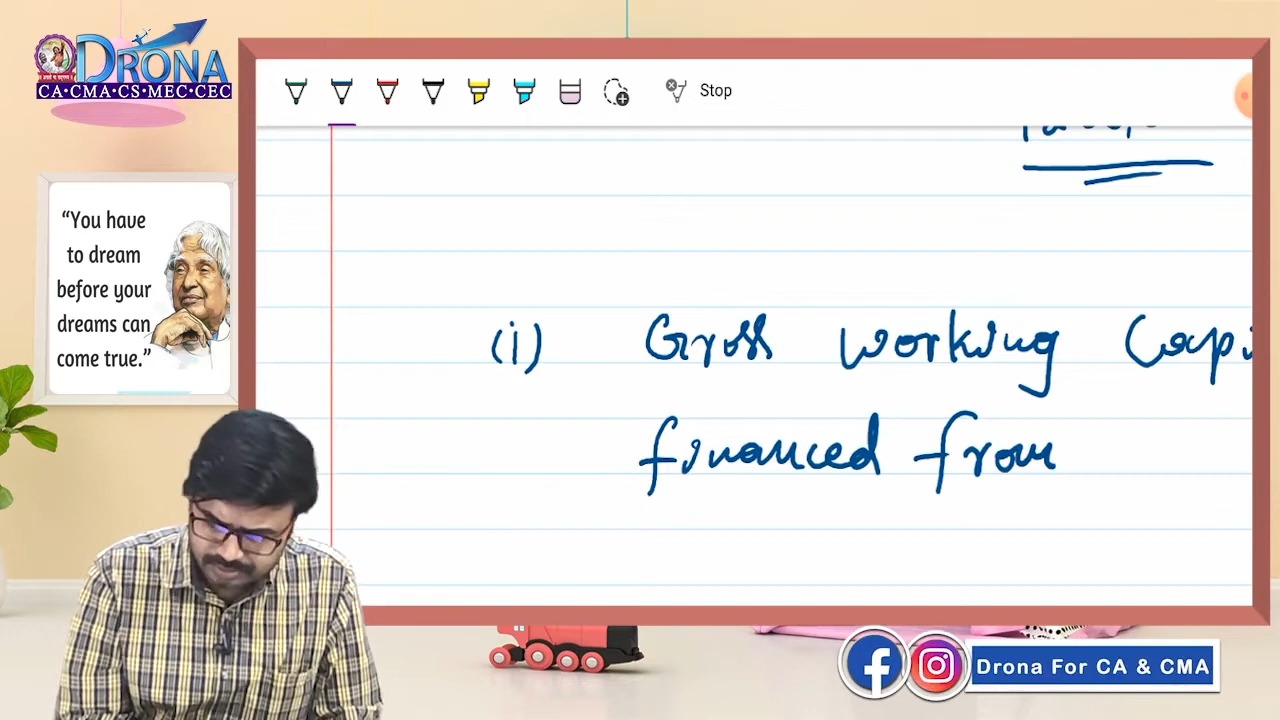 DRONA
CA•CMA•CS•MEC•CEC
“You have
to dream
before your
dreams can
come true.”
Stop
(i) Gross working Capi
financed from
Drona For CA & CMA